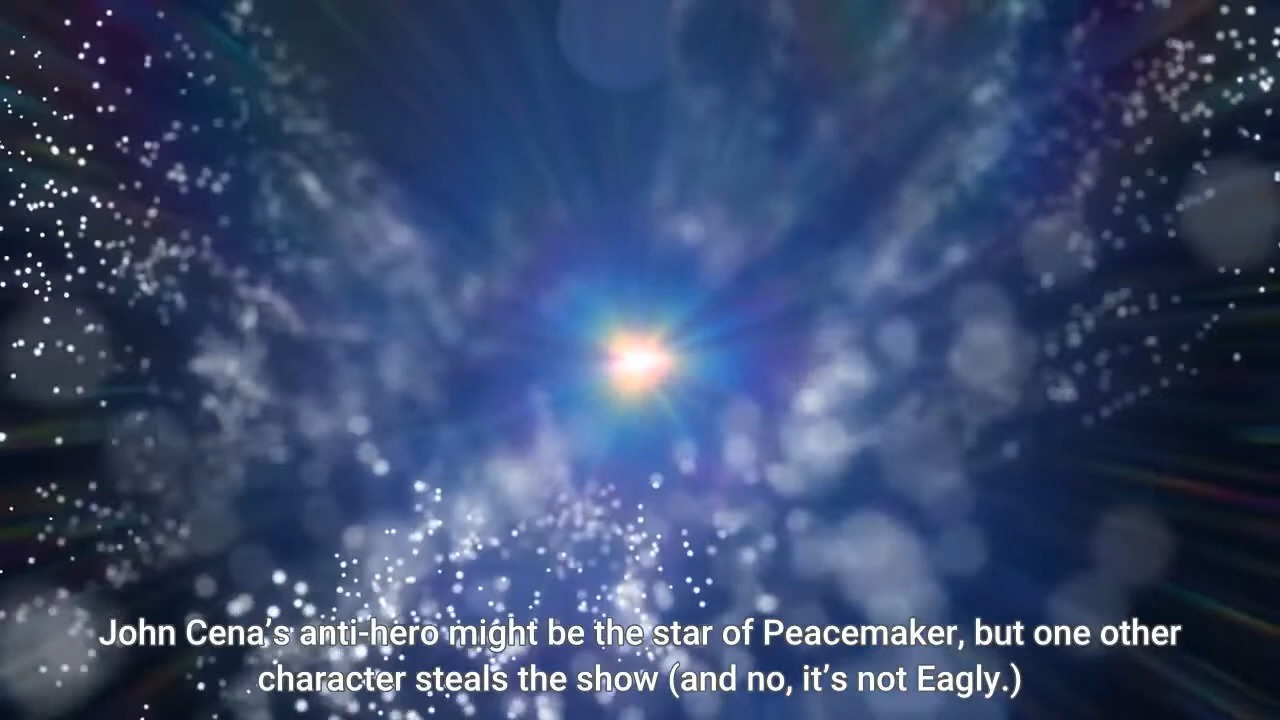 John Cena’s anti-hero might be the star of Peacemaker, but one other
character steals the show (and no, it’s not Eagly.)